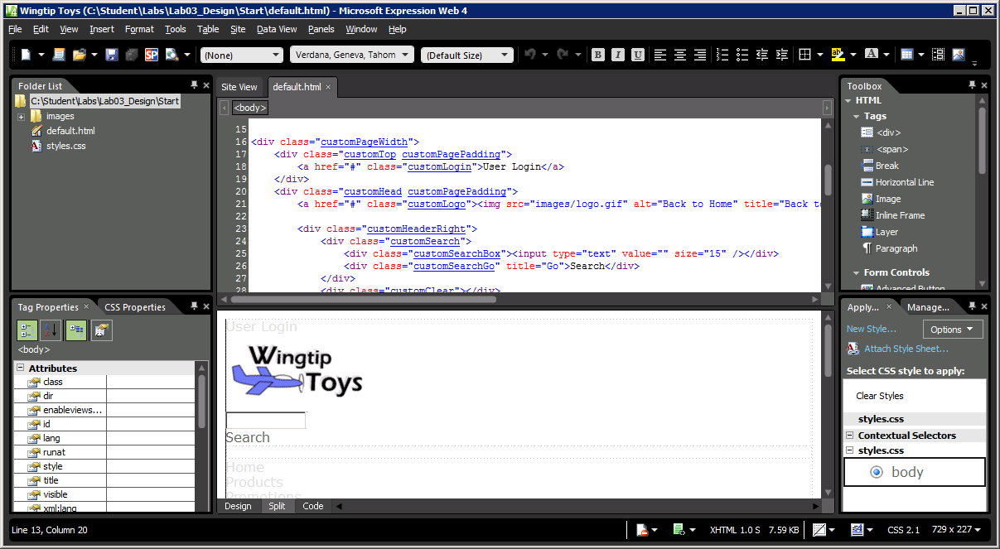 Wingtip Toys (C:\Student\Labs\Lab03_Design\Start\default.html) - Microsoft Expression Web 4
File Edit View Insert Format Tools Table Site Data View Panels Window Help
SP (None) Verdana, Geneva, Tahom (Default Size) B I U ab A
Folder List
C:\Student\Labs\Lab03_Design\Start
images
default.html
styles.css
Site View default.html
<body>
15
16 <div class="customPageWidth">
17 <div class="customTop customPagePadding">
18 <a href="#" class="customLogin">User Login</a>
19 </div>
20 <div class="customHead customPagePadding">
21 <a href="#" class="customLogo"><img src="images/logo.gif" alt="Back to Home" title="Back to
22
23 <div class="customHeaderRight">
24 <div class="customSearch">
25 <div class="customSearchBox"><input type="text" value="" size="15" /></div>
26 <div class="customSearchGo" title="Go">Search</div>
27 </div>
28 <div class="customClear"></div>
Toolbox
HTML
Tags
<div>
<span>
Break
Horizontal Line
Image
Inline Frame
Layer
Paragraph
Form Controls
Advanced Button
Tag Properties CSS Properties
<body>
Attributes
class
dir
enableviews...
id
lang
runat
style
title
visible
xml:lang
User Login
Wingtip
Toys
Search
Home
Products
Promotions
Design Split Code
Apply... Manage...
New Style... Options
Attach Style Sheet...
Select CSS style to apply:
Clear Styles
styles.css
Contextual Selectors
styles.css
body
Line 13, Column 20 XHTML 1.0 S 7.59 KB CSS 2.1 729 x 227